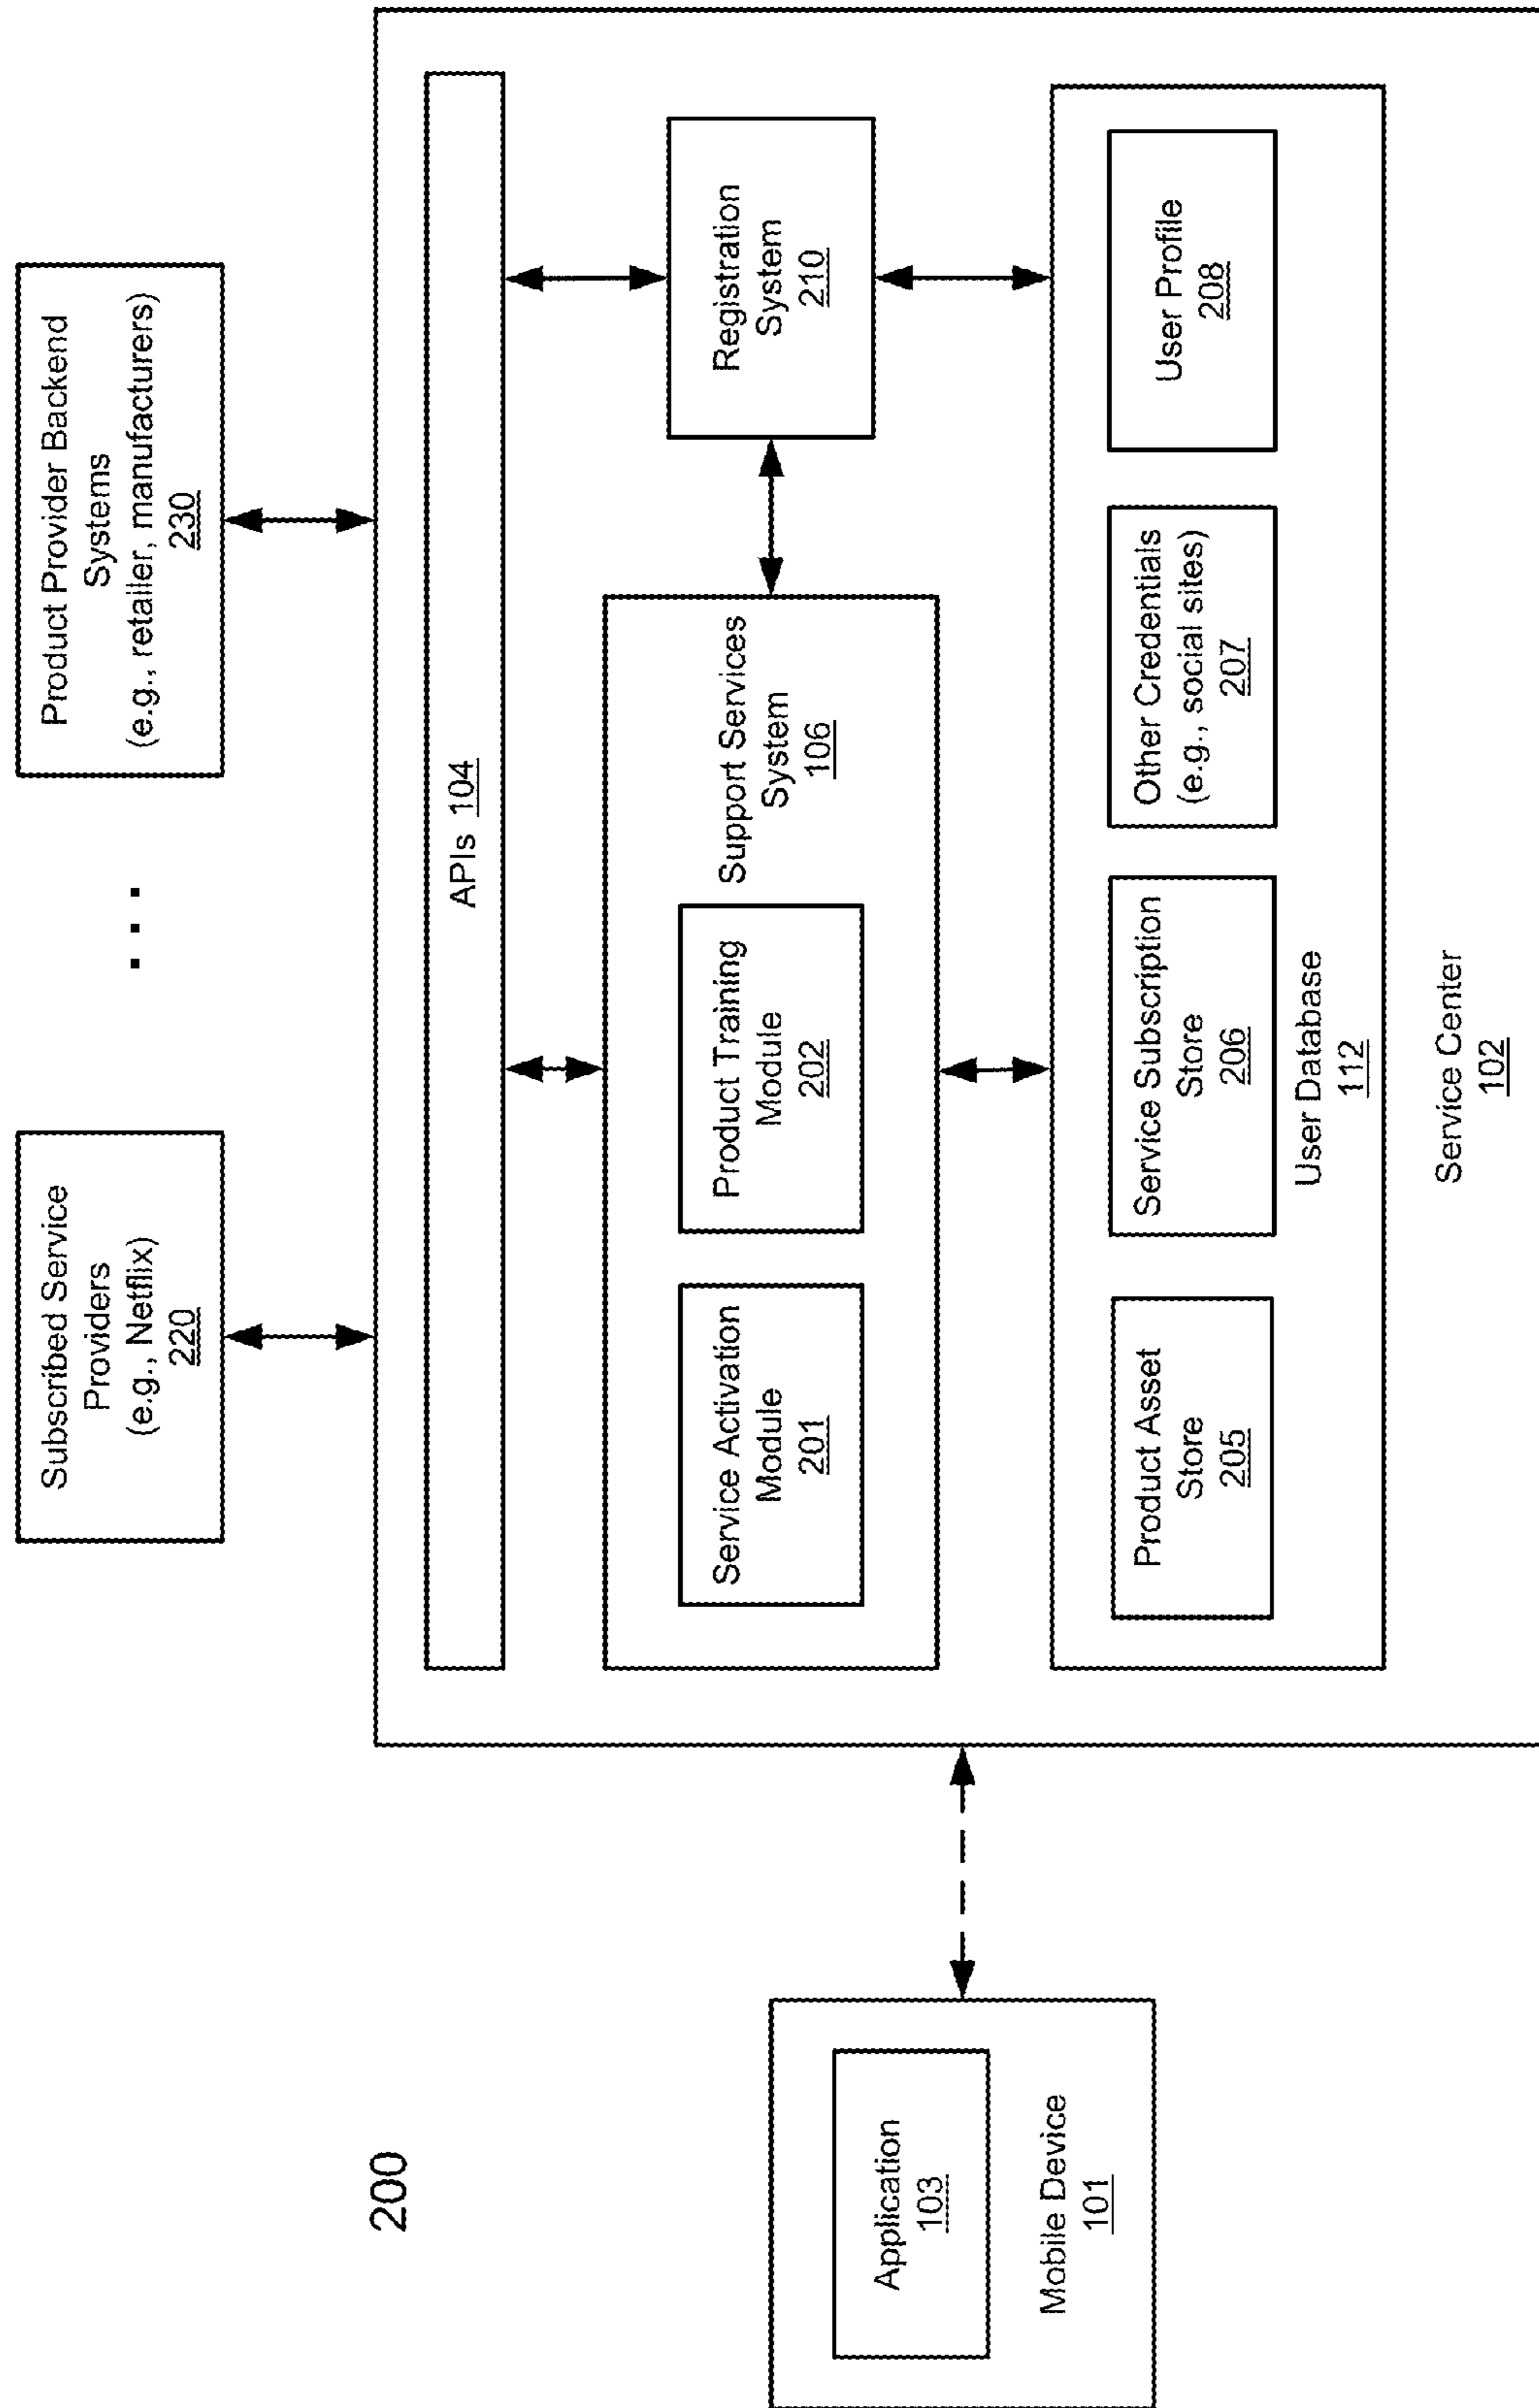 200
Subscribed Service
Providers
(e.g., Netflix)
220
. . .
Product Provider Backend
Systems
(e.g., retailer, manufacturers)
230
APIs 104
Service Activation
Module
201
Product Training
Module
202
Support Services
System
106
Registration
System
210
Application
103
Mobile Device
101
Product Asset
Store
205
Service Subscription
Store
206
Other Credentials
(e.g., social sites)
207
User Profile
208
User Database
112
Service Center
102